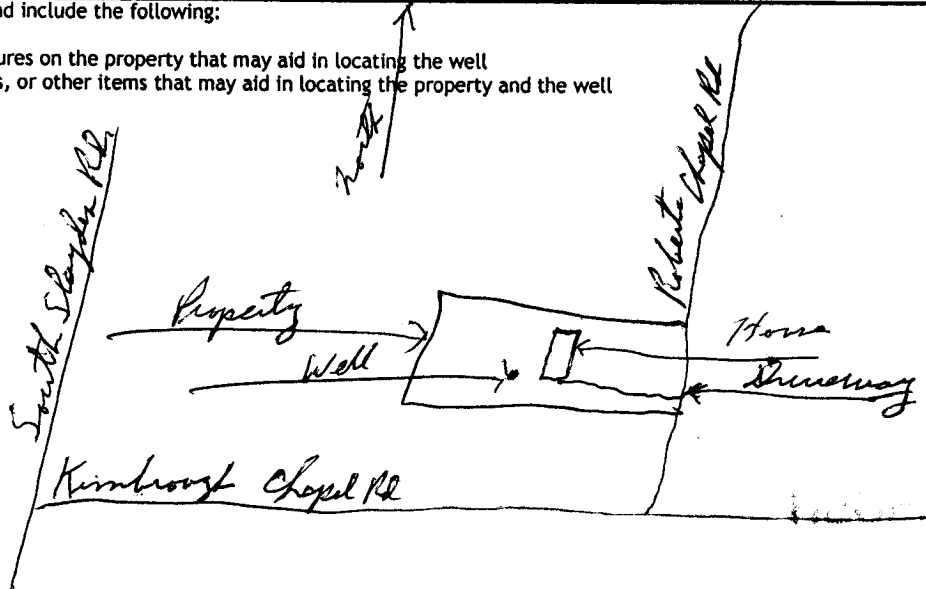 nd include the following:
ures on the property that may aid in locating the well
s, or other items that may aid in locating the property and the well
North
Roberts Chapel Rd
South Slayden Rd
Property
House
Well
Driveway
Kimbrough Chapel Rd